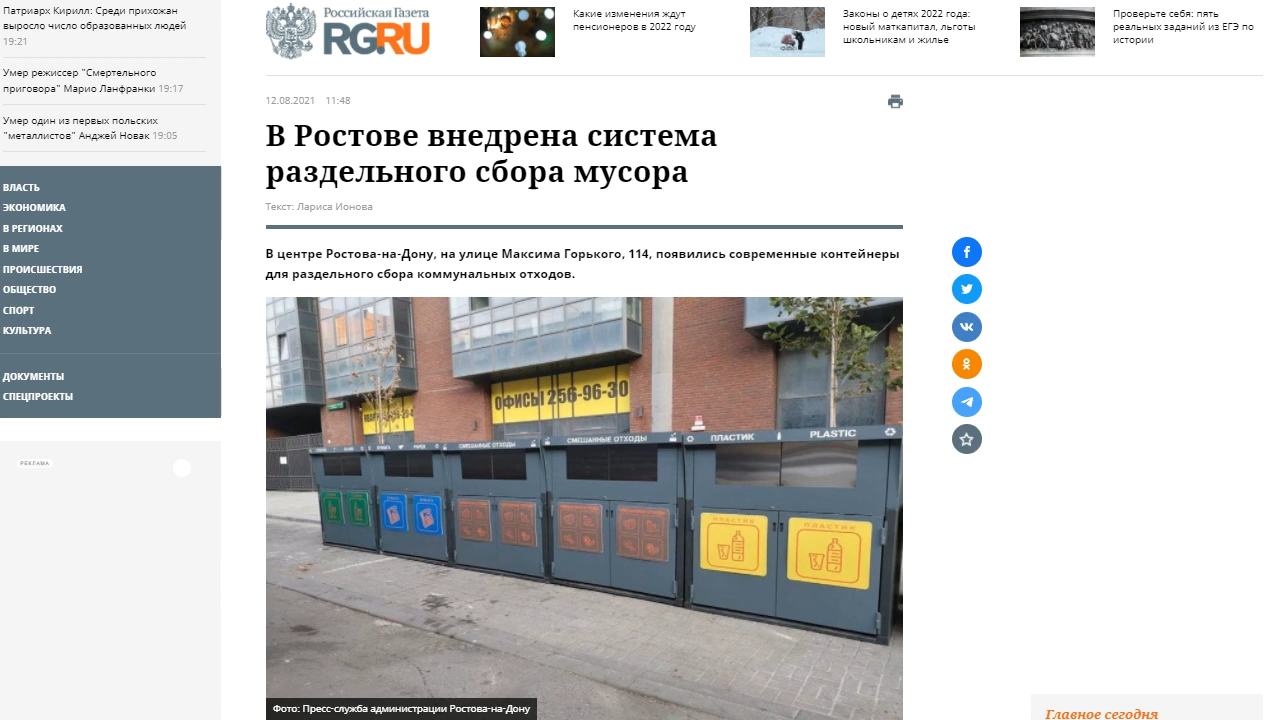 Патриарх Кирилл: Среди прихожан
выросло число образованных людей
19:21
Умер режиссер "Смертельного
приговора" Марио Ланфранки 19:17
Умер один из первых польских
"металлистов" Анджей Новак 19:05
ВЛАСТЬ
ЭКОНОМИКА
В РЕГИОНАХ
В МИРЕ
ПРОИСШЕСТВИЯ
ОБЩЕСТВО
СПОРТ
КУЛЬТУРА
ДОКУМЕНТЫ
СПЕЦПРОЕКТЫ
РЕКЛАМА
Российская Газета
RG.RU
Какие изменения ждут
пенсионеров в 2022 году
Законы о детях 2022 года:
новый маткапитал, льготы
школьникам и жилье
Проверьте себя: пять
реальных заданий из ЕГЭ по
истории
12.08.2021 11:48
В Ростове внедрена система
раздельного сбора мусора
Текст: Лариса Ионова
В центре Ростова-на-Дону, на улице Максима Горького, 114, появились современные контейнеры
для раздельного сбора коммунальных отходов.
ОФИСЫ 256-96-30
СМЕШАННЫЕ ОТХОДЫ
СМЕШАННЫЕ ОТХОДЫ
ПЛАСТИК
PLASTIC
ПЛАСТИК
ПЛАСТИК
Фото: Пресс-служба администрации Ростова-на-Дону
Главное сегодня